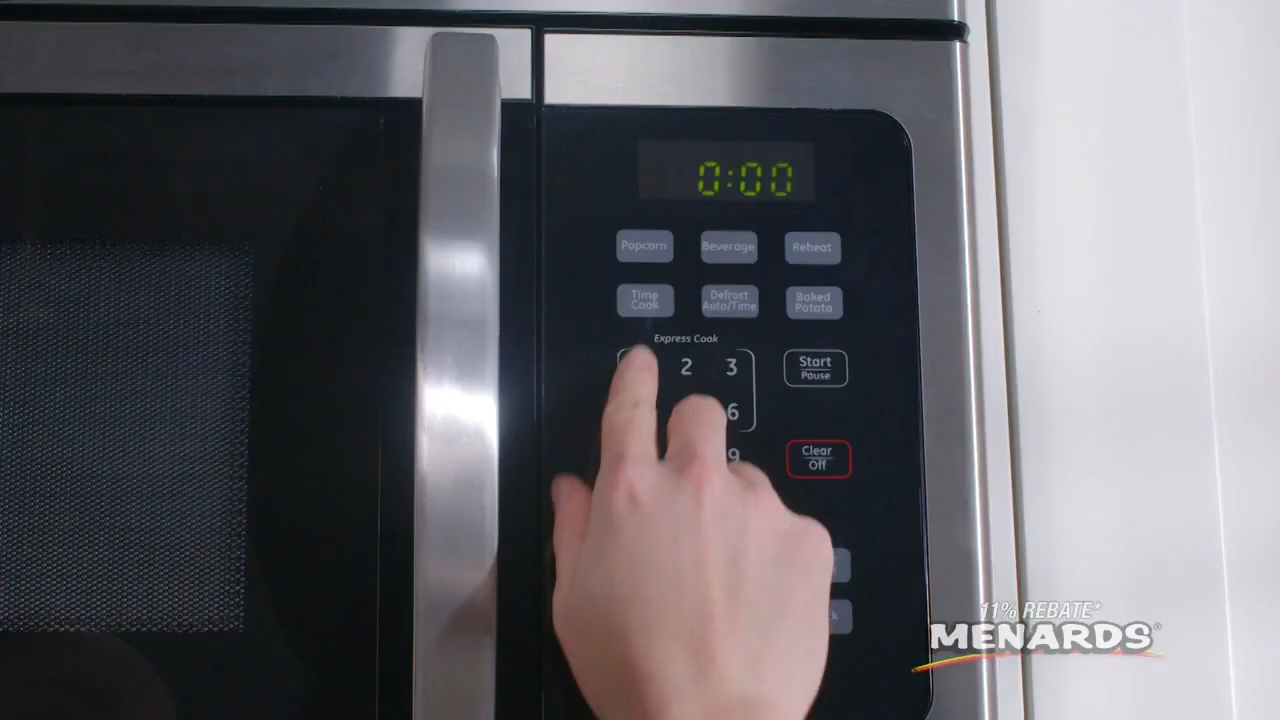 0:00
Popcorn Beverage Reheat
Time Cook
Defrost Auto/Time
Baked Potato
Express Cook
2 3
Start
Pause
6
9
Clear
Off
11% REBATE*
MENARDS®